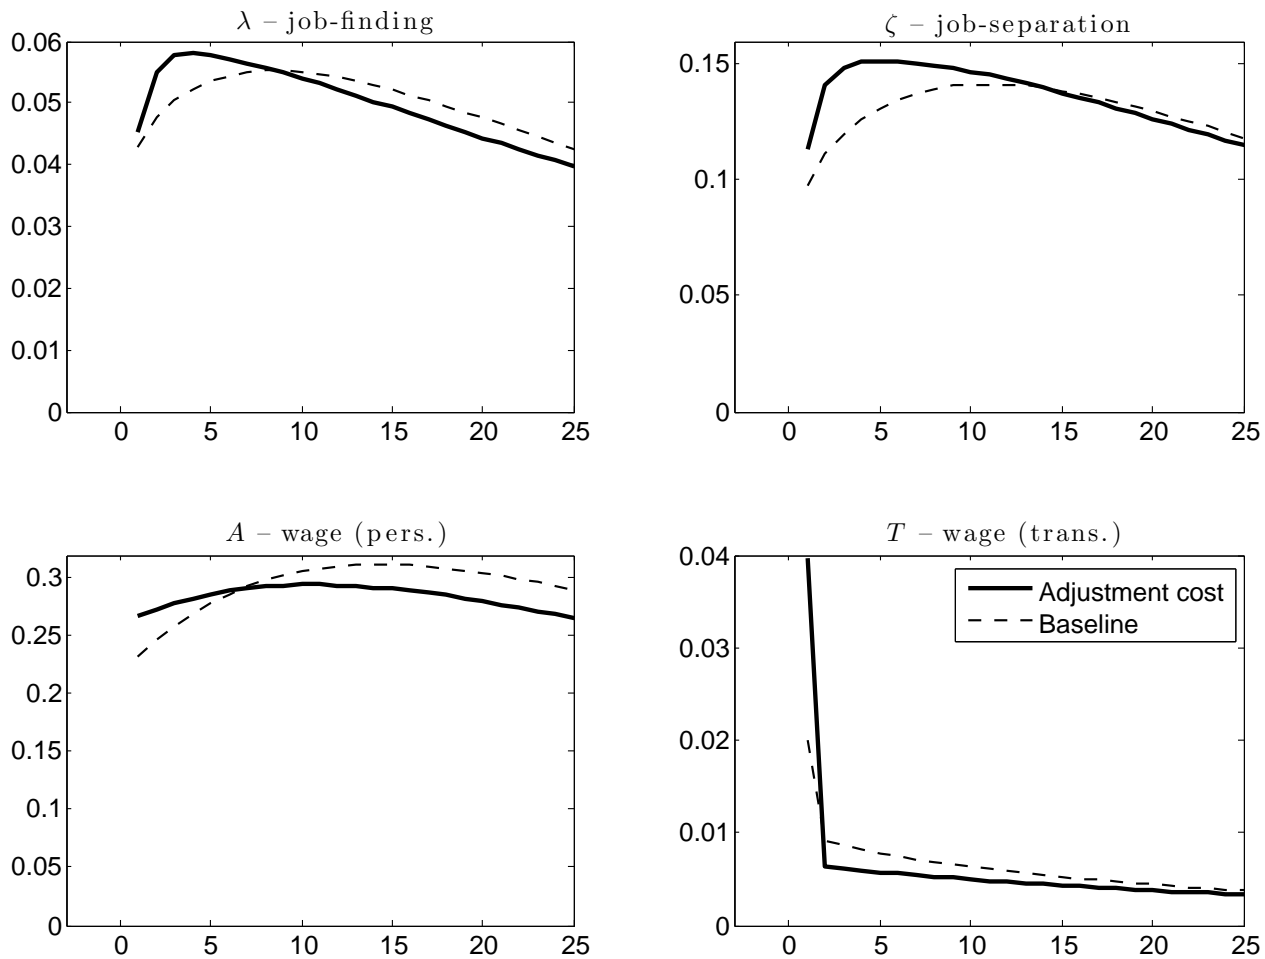 λ – job-finding
0.06
0.05
0.04
0.03
0.02
0.01
0
0 5 10 15 20 25
ζ – job-separation
0.15
0.1
0.05
0
0 5 10 15 20 25
A – wage (pers.)
0.3
0.25
0.2
0.15
0.1
0.05
0
0 5 10 15 20 25
T – wage (trans.)
0.04
0.03
0.02
0.01
0
0 5 10 15 20 25
Adjustment cost
Baseline